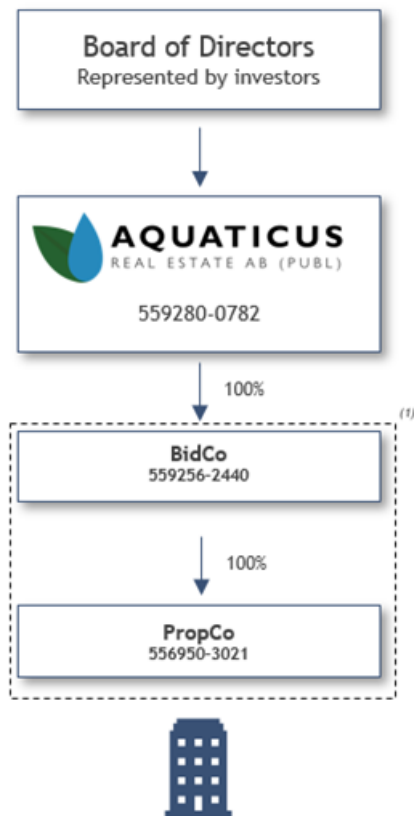 Board of Directors
Represented by investors
AQUATICUS
REAL ESTATE AB (PUBL)
559280-0782
100%
(1)
BidCo
559256-2440
100%
PropCo
556950-3021